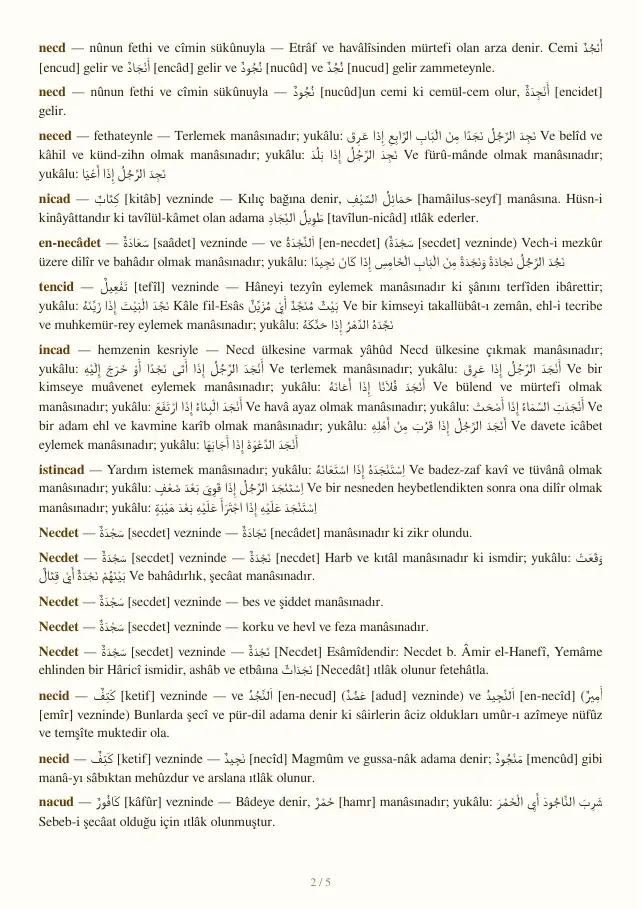 necd — nûnun fethi ve cîmin sükûnuyla — Etrâf ve havâlîsinden mürtefi olan arza denir. Cemi أَنْجُدٌ
[encud] gelir ve أَنْجَادٌ [encâd] gelir ve نُجُودٌ [nucûd] ve نُجُدٌ [nucud] gelir zammeteynle.
necd — nûnun fethi ve cîmin sükûnuyla — نُجُودٌ [nucûd]un cemi ki cemül-cem olur, أَنْجِدَةٌ [encidet]
gelir.
neced — fethateynle — Terlemek manâsınadır; yukâlu: نَجِدَ الرَّجُلُ نَجَدًا مِنَ الْبَابِ الرَّابِعِ إِذَا عَرِقَ Ve belîd ve
kâhil ve künd-zihn olmak manâsınadır; yukâlu: نَجِدَ الرَّجُلُ إِذَا بَلُدَ Ve fürû-mânde olmak manâsınadır;
yukâlu: نَجِدَ الرَّجُلُ إِذَا أَعْيَا
nicad — كِتَابٌ [kitâb] vezninde — Kılıç bağına denir, حَمَائِلُ السَّيْفِ [hamâilus-seyf] manâsına. Hüsn-i
kinâyâttandır ki tavîlül-kâmet olan adama طَوِيلُ النِّجَادِ [tavîlun-nicâd] ıtlâk ederler.
en-necâdet — سَعَادَةٌ [saâdet] vezninde — ve اَلنَّجْدَةُ [en-necdet] (سَجْدَةٌ [secdet] vezninde) Vech-i mezkûr
üzere dilîr ve bahâdır olmak manâsınadır; yukâlu: نَجُدَ الرَّجُلُ نَجَادَةً وَنَجْدَةً مِنَ الْبَابِ الْخَامِسِ إِذَا كَانَ نَجِيدًا
tencid — تَفْعِيلٌ [tefîl] vezninde — Hâneyi tezyîn eylemek manâsınadır ki şânını terfîden ibârettir;
yukâlu: نَجَّدَ الْبَيْتَ إِذَا زَيَّنَهُ Kâle fil-Esâs بَيْتٌ مُنَجَّدٌ أَيْ مُزَيَّنٌ Ve bir kimseyi takallübât-ı zemân, ehl-i tecribe
ve muhkemür-rey eylemek manâsınadır; yukâlu: نَجَّدَهُ الدَّهْرُ إِذَا حَنَّكَهُ
incad — hemzenin kesriyle — Necd ülkesine varmak yâhûd Necd ülkesine çıkmak manâsınadır;
yukâlu: أَنْجَدَ الرَّجُلُ إِذَا أَتَى نَجْدًا أَوْ خَرَجَ إِلَيْهِ Ve terlemek manâsınadır; yukâlu: أَنْجَدَ الرَّجُلُ إِذَا عَرِقَ Ve bir
kimseye muâvenet eylemek manâsınadır; yukâlu: أَنْجَدَ فُلَانًا إِذَا أَعَانَهُ Ve bülend ve mürtefi olmak
manâsınadır; yukâlu: أَنْجَدَ الْبِنَاءُ إِذَا ارْتَفَعَ Ve havâ ayaz olmak manâsınadır; yukâlu: أَنْجَدَتِ السَّمَاءُ إِذَا أَصْحَتْ Ve
bir adam ehl ve kavmine karîb olmak manâsınadır; yukâlu: أَنْجَدَ الرَّجُلُ إِذَا قَرُبَ مِنْ أَهْلِهِ Ve davete icâbet
eylemek manâsınadır; yukâlu: أَنْجَدَ الدَّعْوَةَ إِذَا أَجَابَهَا
istincad — Yardım istemek manâsınadır; yukâlu: اِسْتَنْجَدَهُ إِذَا اسْتَعَانَهُ Ve badez-zaf kavî ve tüvânâ olmak
manâsınadır; yukâlu: اِسْتَنْجَدَ الرَّجُلُ إِذَا قَوِيَ بَعْدَ ضَعْفٍ Ve bir nesneden heybetlendikten sonra ona dilîr olmak
manâsınadır; yukâlu: اِسْتَنْجَدَ عَلَيْهِ إِذَا اجْتَرَأَ عَلَيْهِ بَعْدَ هَيْبَةٍ
Necdet — سَجْدَةٌ [secdet] vezninde — نَجَادَةٌ [necâdet] manâsınadır ki zikr olundu.
Necdet — سَجْدَةٌ [secdet] vezninde — نَجْدَةٌ [necdet] Harb ve kıtâl manâsınadır ki ismdir; yukâlu: وَقَعَتْ
بَيْنَهُمْ نَجْدَةٌ أَيْ قِتَالٌ Ve bahâdırlık, şecâat manâsınadır.
Necdet — سَجْدَةٌ [secdet] vezninde — bes ve şiddet manâsınadır.
Necdet — سَجْدَةٌ [secdet] vezninde — korku ve hevl ve feza manâsınadır.
Necdet — سَجْدَةٌ [secdet] vezninde — نَجْدَةُ [Necdet] Esâmîdendir: Necdet b. Âmir el-Hanefî, Yemâme
ehlinden bir Hâricî ismidir, ashâb ve etbâına نَجَدَاتٌ [Necedât] ıtlâk olunur fetehâtla.
necid — كَتِفٌ [ketif] vezninde — ve اَلنَّجُدُ [en-necud] (عَضُدٌ [adud] vezninde) ve اَلنَّجِيدُ [en-necîd] (أَمِيرٌ
[emîr] vezninde) Bunlarda şecî ve pür-dil adama denir ki sâirlerin âciz oldukları umûr-ı azîmeye nüfûz
ve temşîte muktedir ola.
necid — كَتِفٌ [ketif] vezninde — نَجِيدٌ [necîd] Magmûm ve gussa-nâk adama denir; مَنْجُودٌ [mencûd] gibi
manâ-yı sâbıktan mehûzdur ve arslana ıtlâk olunur.
nacud — كَافُورٌ [kâfûr] vezninde — Bâdeye denir, خَمْرٌ [hamr] manâsınadır; yukâlu: شَرِبَ النَّاجُودَ أَيِ الْخَمْرَ
Sebeb-i şecâat olduğu için ıtlâk olunmuştur.
2 / 5